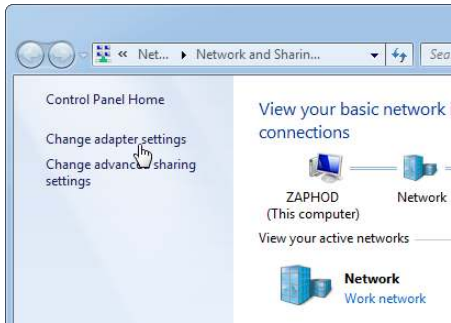 « Net... ▸ Network and Sharin...
Control Panel Home
Change adapter settings
Change advanced sharing
settings
View your basic network
connections
ZAPHOD
(This computer)
Network
View your active networks
Network
Work network